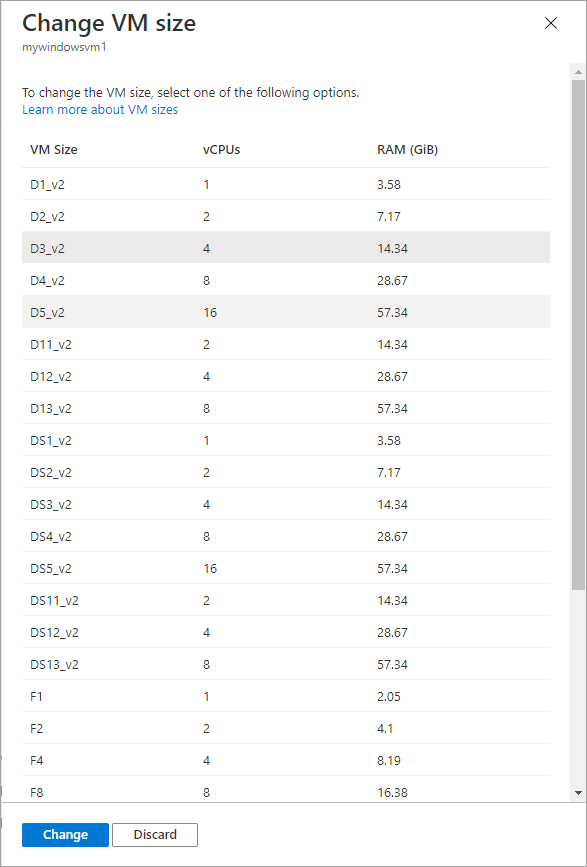 Change VM size
mywindowsvm1
To change the VM size, select one of the following options.
Learn more about VM sizes
VM Size vCPUs RAM (GiB)
D1_v2 1 3.58
D2_v2 2 7.17
D3_v2 4 14.34
D4_v2 8 28.67
D5_v2 16 57.34
D11_v2 2 14.34
D12_v2 4 28.67
D13_v2 8 57.34
DS1_v2 1 3.58
DS2_v2 2 7.17
DS3_v2 4 14.34
DS4_v2 8 28.67
DS5_v2 16 57.34
DS11_v2 2 14.34
DS12_v2 4 28.67
DS13_v2 8 57.34
F1 1 2.05
F2 2 4.1
F4 4 8.19
F8 8 16.38
Change Discard